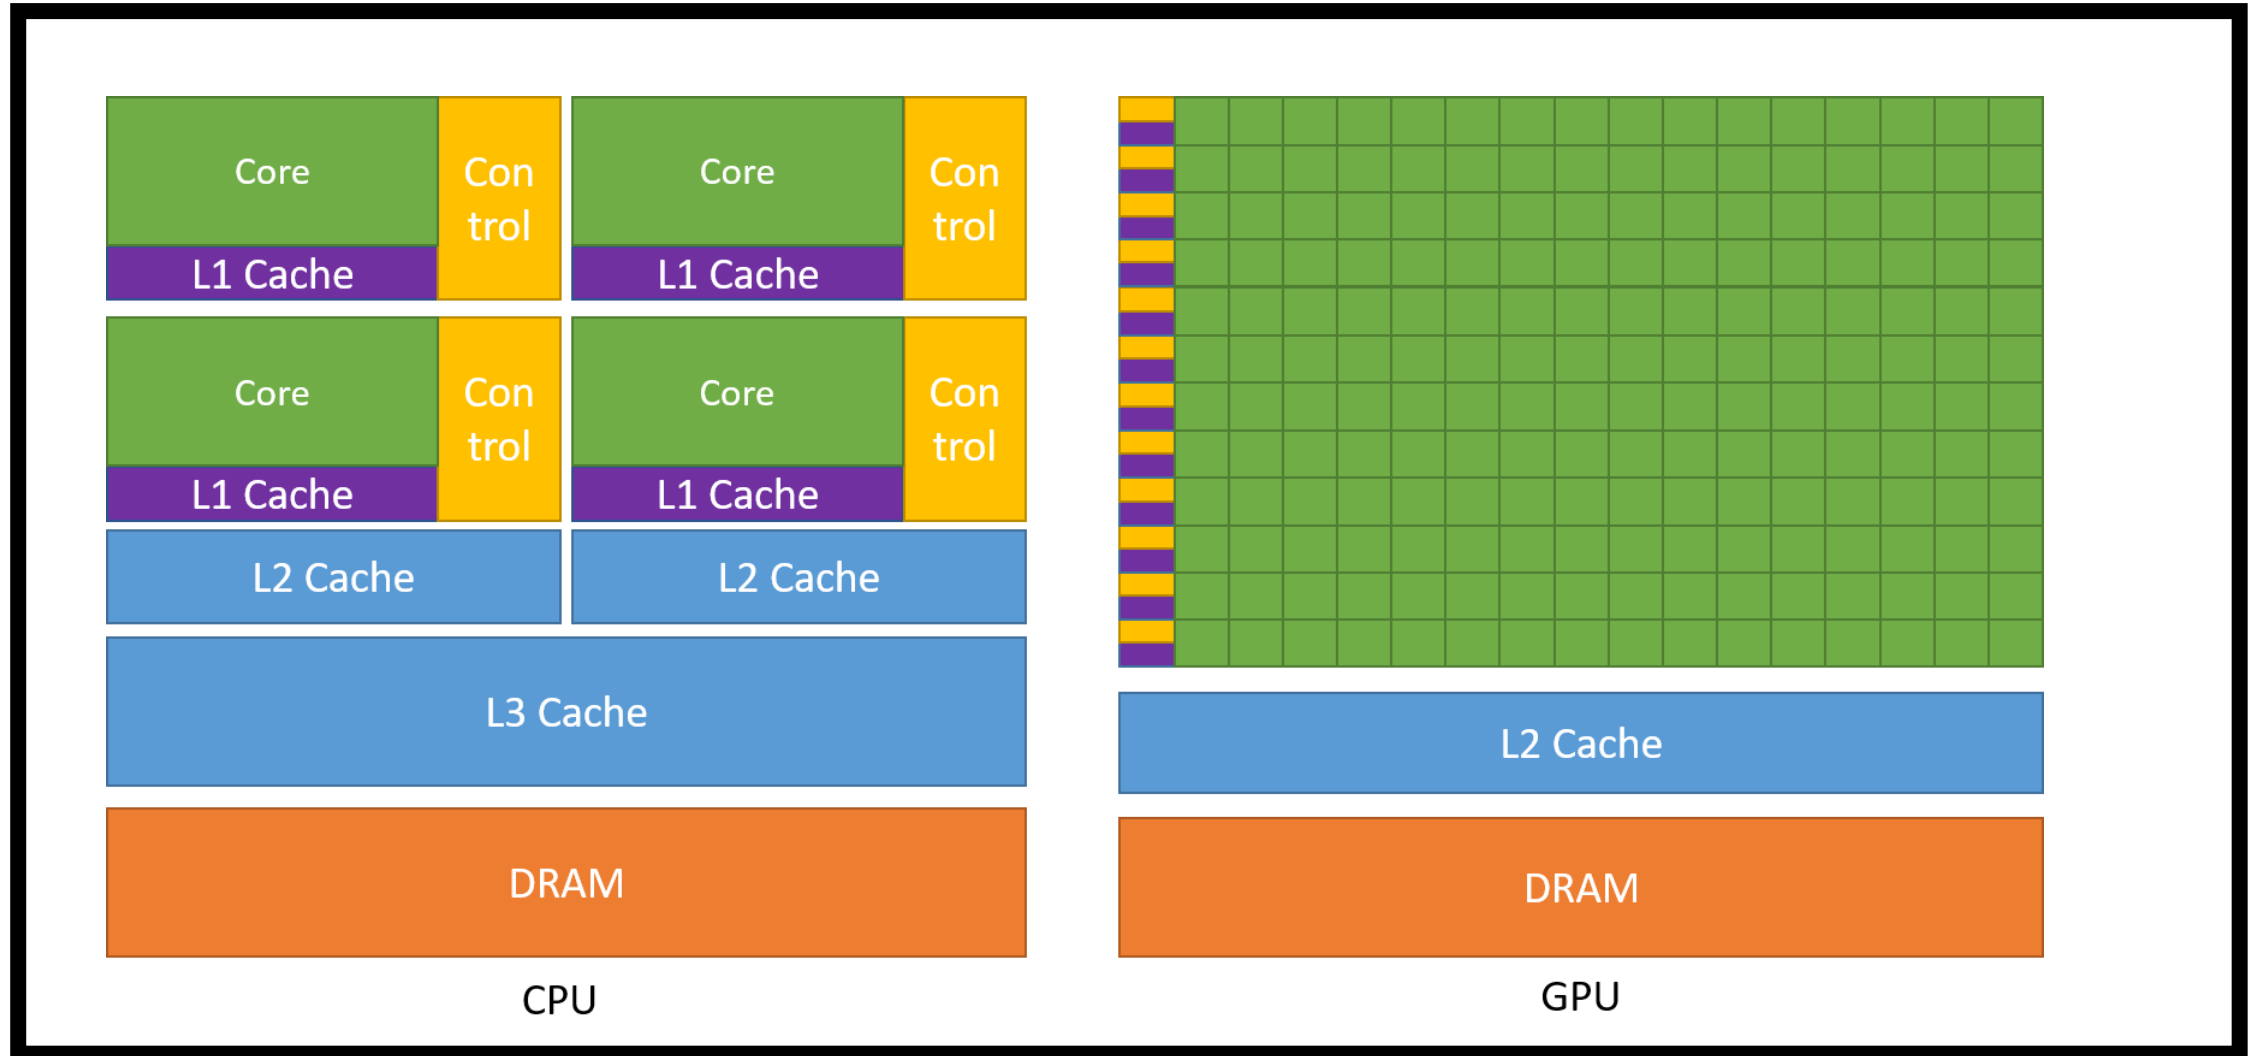 Core
Con
trol
L1 Cache
Core
Con
trol
L1 Cache
Core
Con
trol
L1 Cache
Core
Con
trol
L1 Cache
L2 Cache
L2 Cache
L3 Cache
DRAM
CPU
L2 Cache
DRAM
GPU